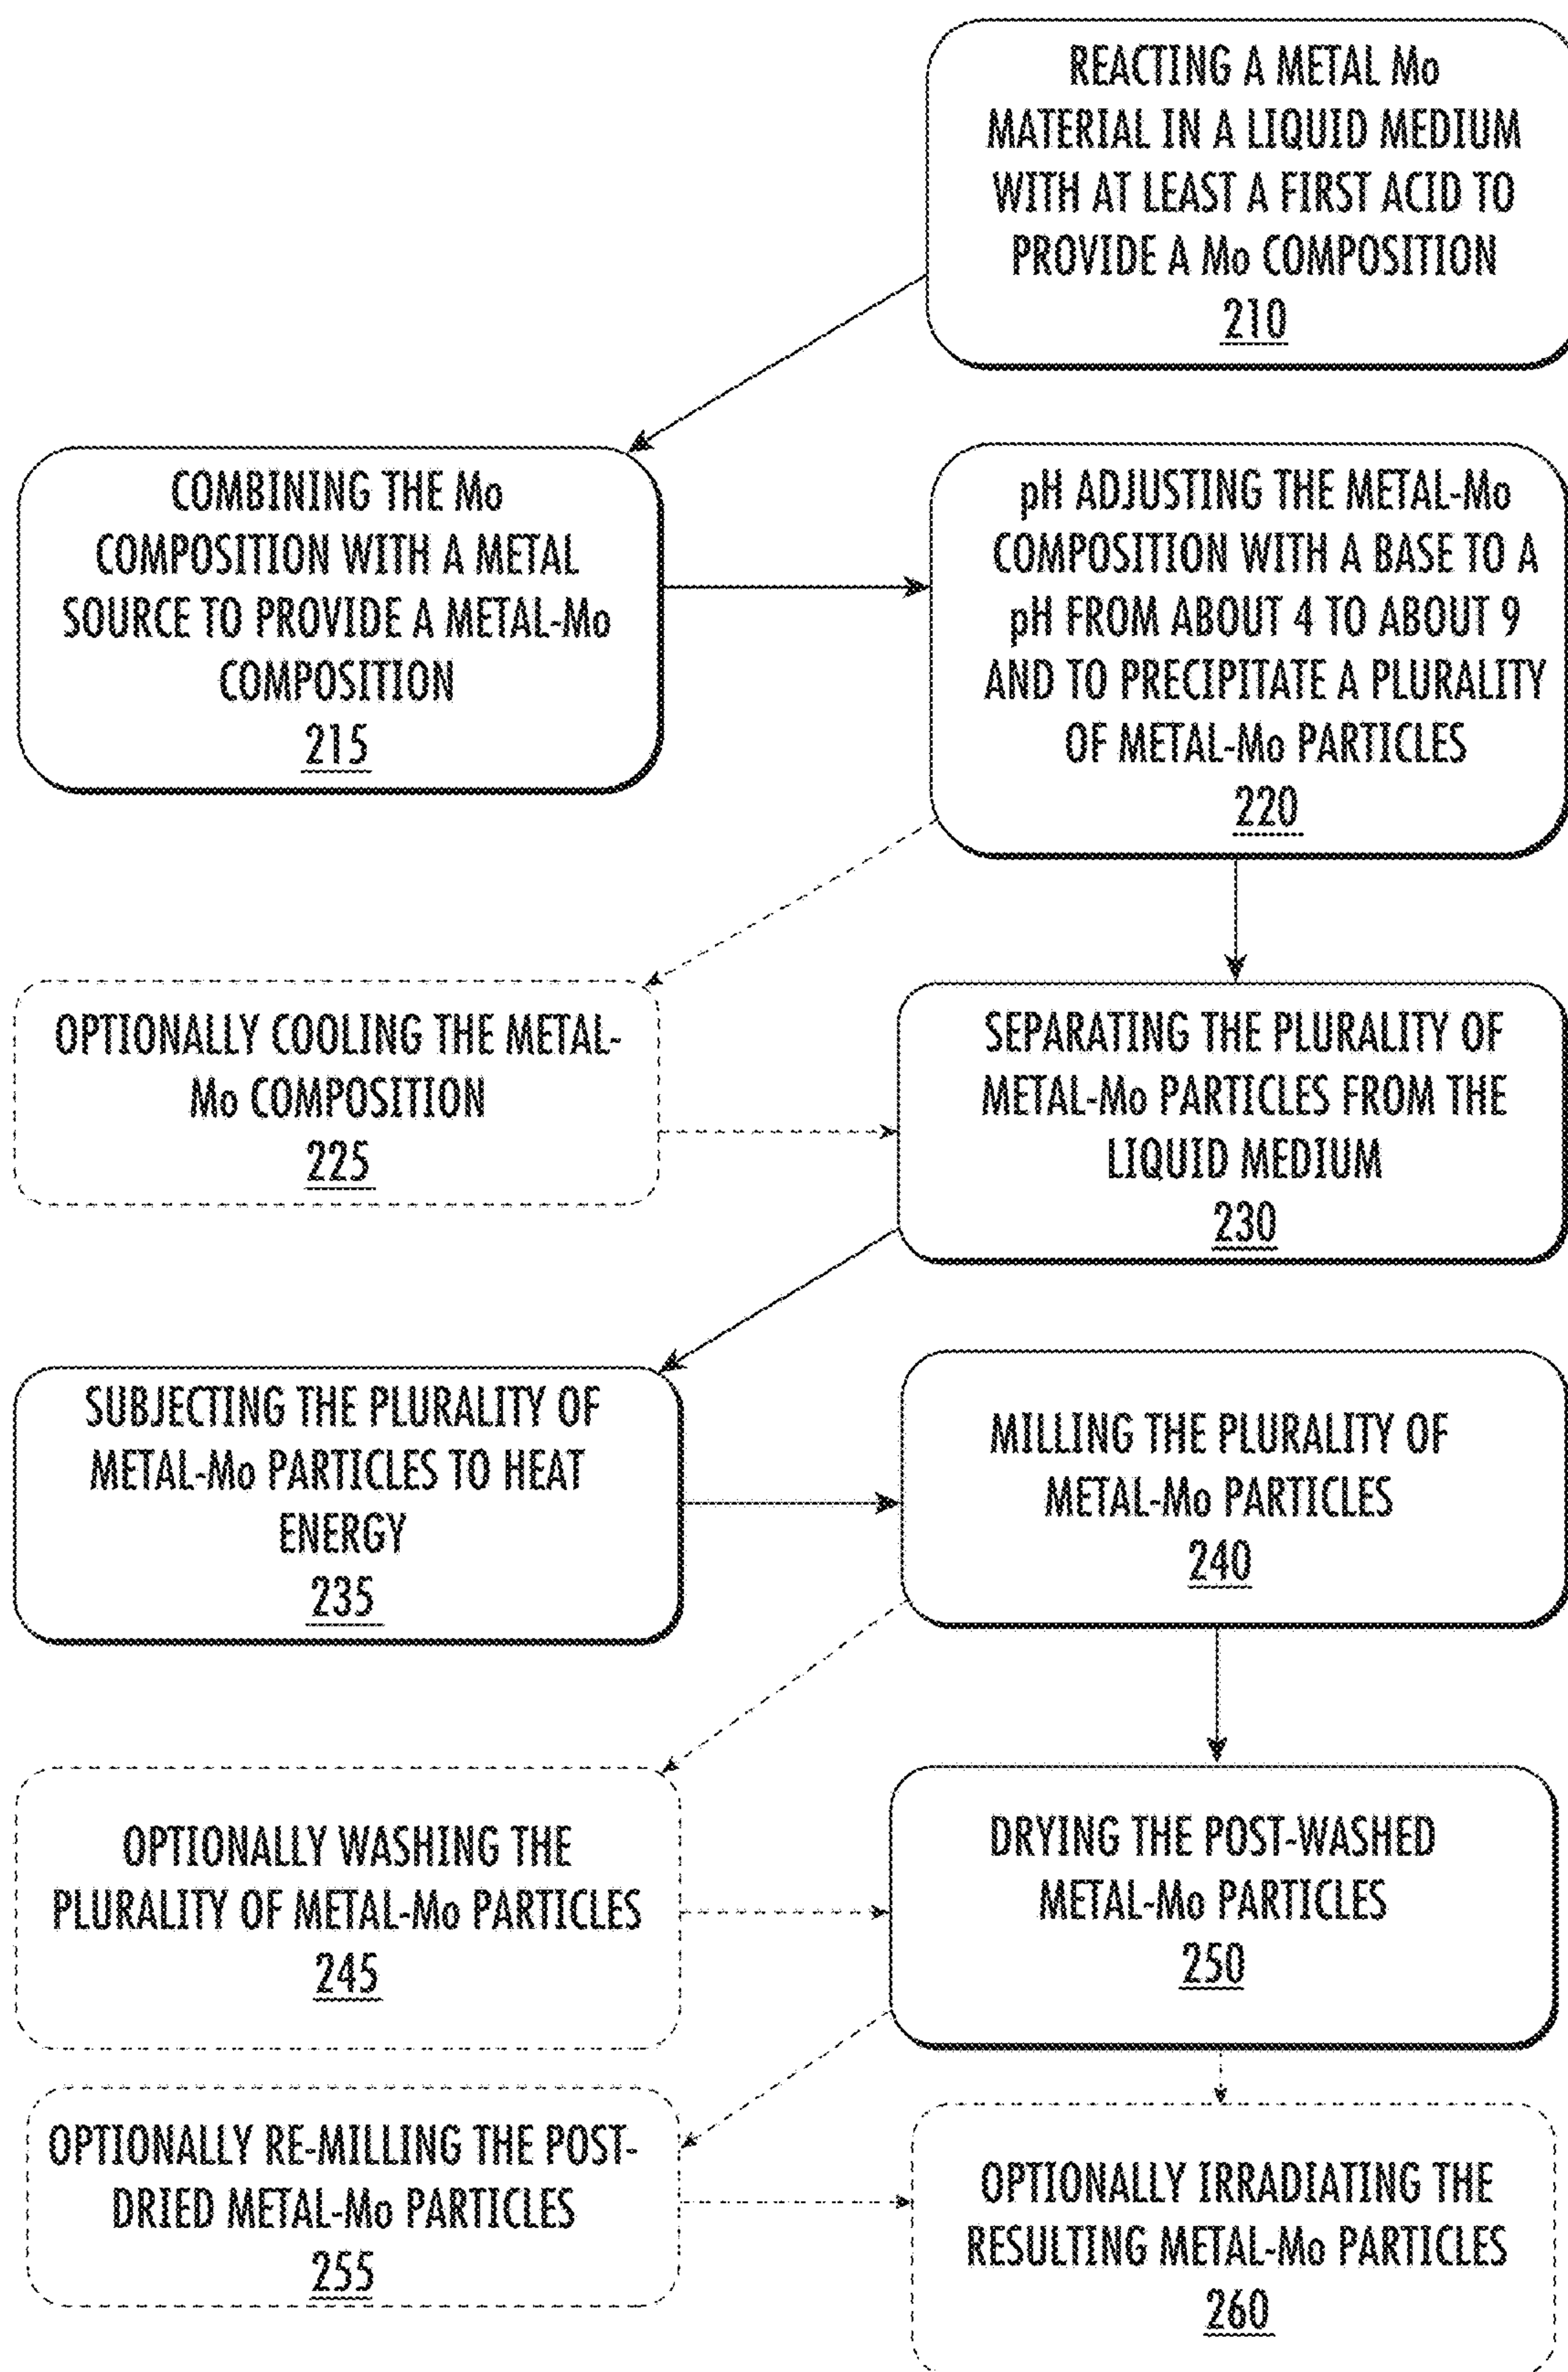 REACTING A METAL Mo
MATERIAL IN A LIQUID MEDIUM
WITH AT LEAST A FIRST ACID TO
PROVIDE A Mo COMPOSITION
210
COMBINING THE Mo
COMPOSITION WITH A METAL
SOURCE TO PROVIDE A METAL-Mo
COMPOSITION
215
pH ADJUSTING THE METAL-Mo
COMPOSITION WITH A BASE TO A
pH FROM ABOUT 4 TO ABOUT 9
AND TO PRECIPITATE A PLURALITY
OF METAL-Mo PARTICLES
220
OPTIONALLY COOLING THE METAL-
Mo COMPOSITION
225
SEPARATING THE PLURALITY OF
METAL-Mo PARTICLES FROM THE
LIQUID MEDIUM
230
SUBJECTING THE PLURALITY OF
METAL-Mo PARTICLES TO HEAT
ENERGY
235
MILLING THE PLURALITY OF
METAL-Mo PARTICLES
240
OPTIONALLY WASHING THE
PLURALITY OF METAL-Mo PARTICLES
245
DRYING THE POST-WASHED
METAL-Mo PARTICLES
250
OPTIONALLY RE-MILLING THE POST-
DRIED METAL-Mo PARTICLES
255
OPTIONALLY IRRADIATING THE
RESULTING METAL-Mo PARTICLES
260